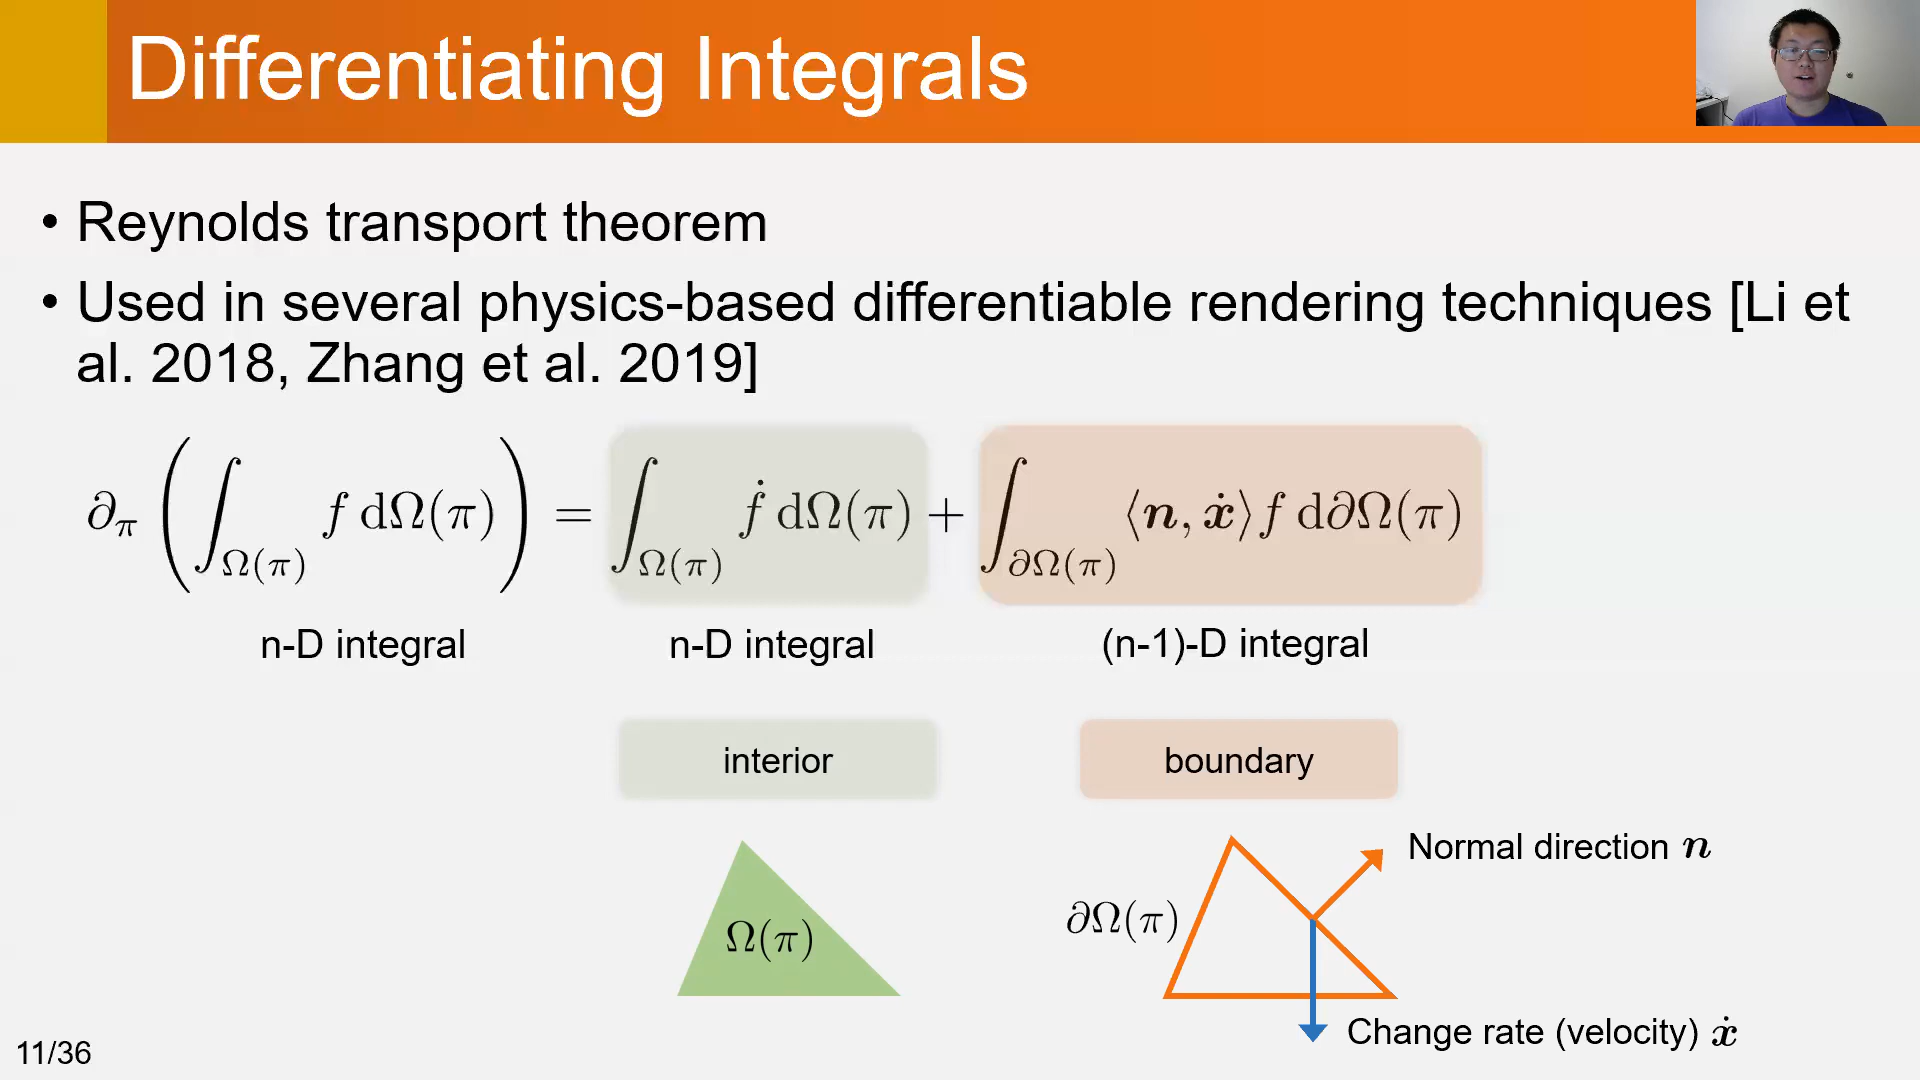 Differentiating Integrals
• Reynolds transport theorem
• Used in several physics-based differentiable rendering techniques [Li et
al. 2018, Zhang et al. 2019]
∂_π ( ∫_{Ω(π)} f dΩ(π) ) = ∫_{Ω(π)} ḟ dΩ(π) + ∫_{∂Ω(π)} ⟨n, ẋ⟩ f d∂Ω(π)
n-D integral n-D integral (n-1)-D integral
interior boundary
Normal direction n
Ω(π) ∂Ω(π)
Change rate (velocity) ẋ
11/36